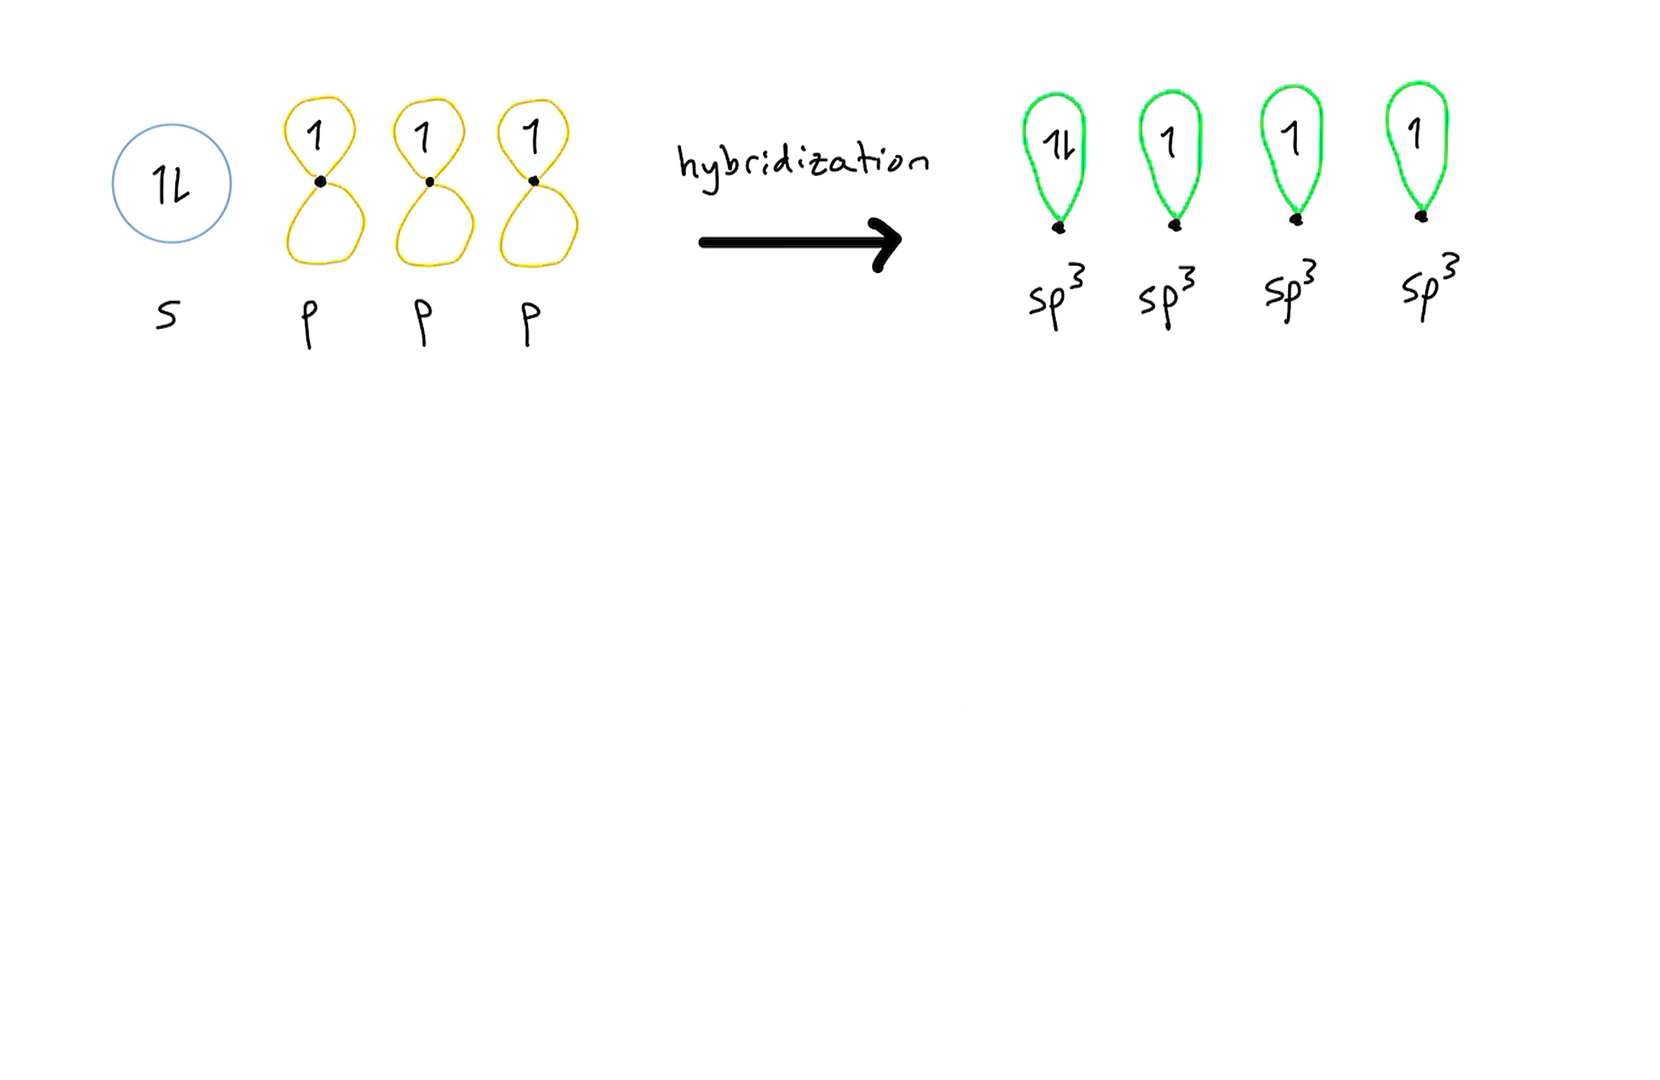 1l 1 1 1
s p p p
hybridization
1l 1 1 1
sp³ sp³ sp³ sp³